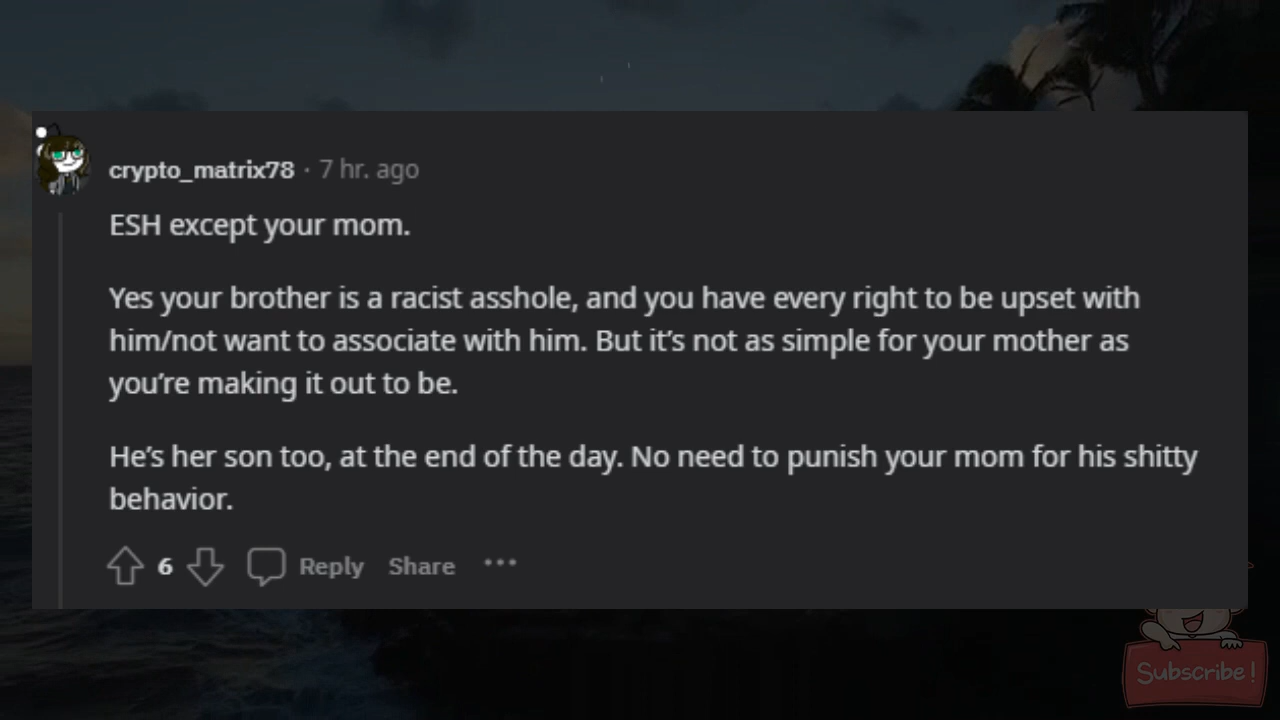 crypto_matrix78 · 7 hr. ago
ESH except your mom.
Yes your brother is a racist asshole, and you have every right to be upset with
him/not want to associate with him. But it’s not as simple for your mother as
you’re making it out to be.
He’s her son too, at the end of the day. No need to punish your mom for his shitty
behavior.
6 Reply Share •••
Subscribe!